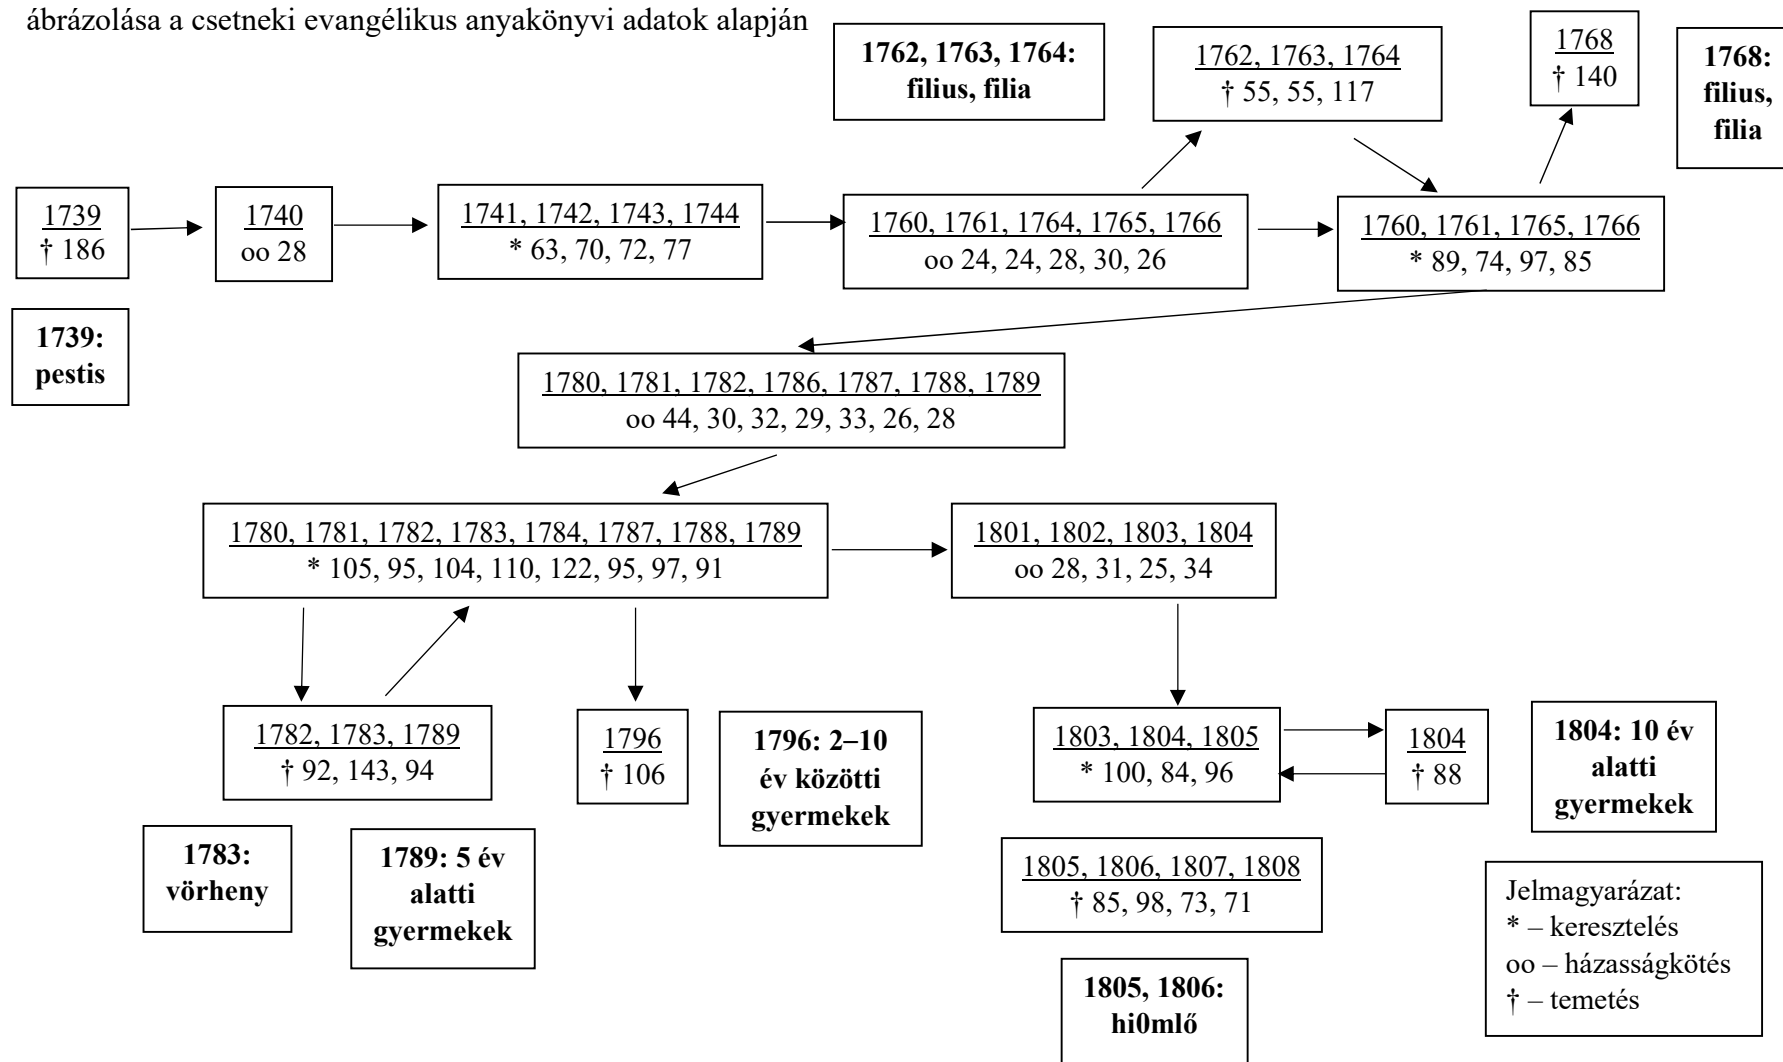 ábrázolása a csetneki evangélikus anyakönyvi adatok alapján
1762, 1763, 1764:
filius, filia
1762, 1763, 1764
† 55, 55, 117
1768
† 140
1768:
filius,
filia
1739
† 186
1740
oo 28
1741, 1742, 1743, 1744
* 63, 70, 72, 77
1760, 1761, 1764, 1765, 1766
oo 24, 24, 28, 30, 26
1760, 1761, 1765, 1766
* 89, 74, 97, 85
1739:
pestis
1780, 1781, 1782, 1786, 1787, 1788, 1789
oo 44, 30, 32, 29, 33, 26, 28
1780, 1781, 1782, 1783, 1784, 1787, 1788, 1789
* 105, 95, 104, 110, 122, 95, 97, 91
1801, 1802, 1803, 1804
oo 28, 31, 25, 34
1782, 1783, 1789
† 92, 143, 94
1796
† 106
1796: 2–10
év közötti
gyermekek
1803, 1804, 1805
* 100, 84, 96
1804
† 88
1804: 10 év
alatti
gyermekek
1783:
vörheny
1789: 5 év
alatti
gyermekek
1805, 1806, 1807, 1808
† 85, 98, 73, 71
1805, 1806:
hi0mlő
Jelmagyarázat:
* – keresztelés
oo – házasságkötés
† – temetés